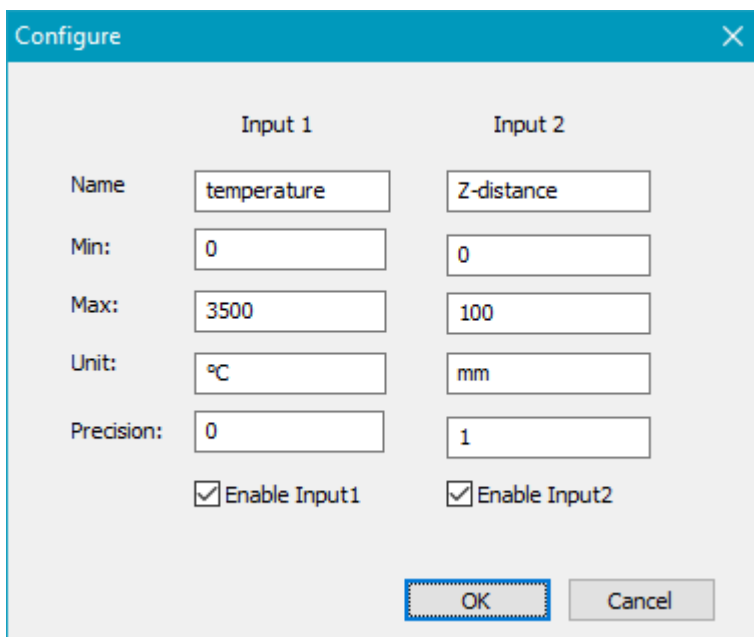 Configure
Input 1 Input 2
Name temperature Z-distance
Min: 0 0
Max: 3500 100
Unit: ºC mm
Precision: 0 1
Enable Input1 Enable Input2
OK Cancel